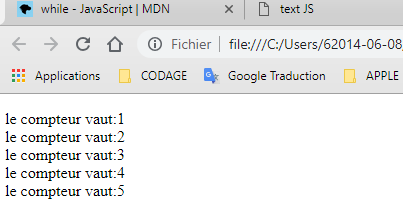 while - JavaScript | MDN
text JS
Fichier | file:///C:/Users/62014-06-08
Applications
CODAGE
Google Traduction
APPLE
le compteur vaut:1
le compteur vaut:2
le compteur vaut:3
le compteur vaut:4
le compteur vaut:5